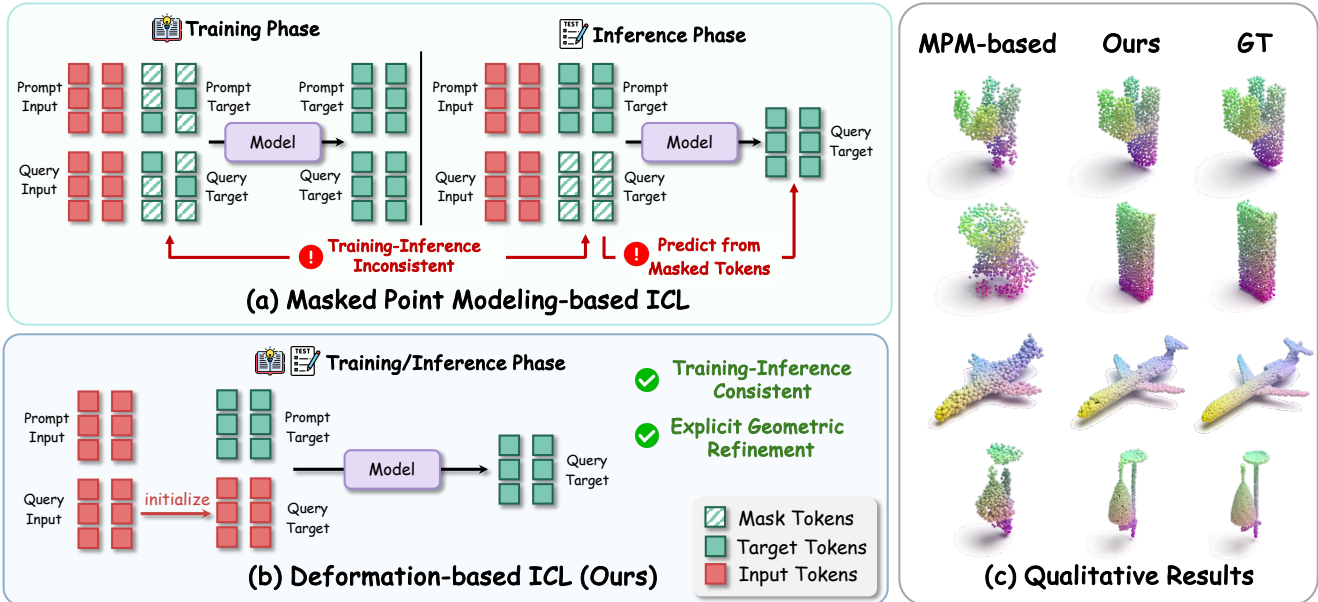 Training Phase
Prompt
Input
Prompt
Target
Query
Input
Query
Target
Model
Prompt
Target
Query
Target
TEST
Inference Phase
Prompt
Input
Prompt
Target
Query
Input
Query
Target
Model
Query
Target
! Training-Inference
Inconsistent
! Predict from
Masked Tokens
(a) Masked Point Modeling-based ICL
TEST
Training/Inference Phase
Prompt
Input
Prompt
Target
Query
Input
initialize
Query
Target
Model
Query
Target
Training-Inference
Consistent
Explicit Geometric
Refinement
Mask Tokens
Target Tokens
Input Tokens
(b) Deformation-based ICL (Ours)
MPM-based
Ours
GT
(c) Qualitative Results